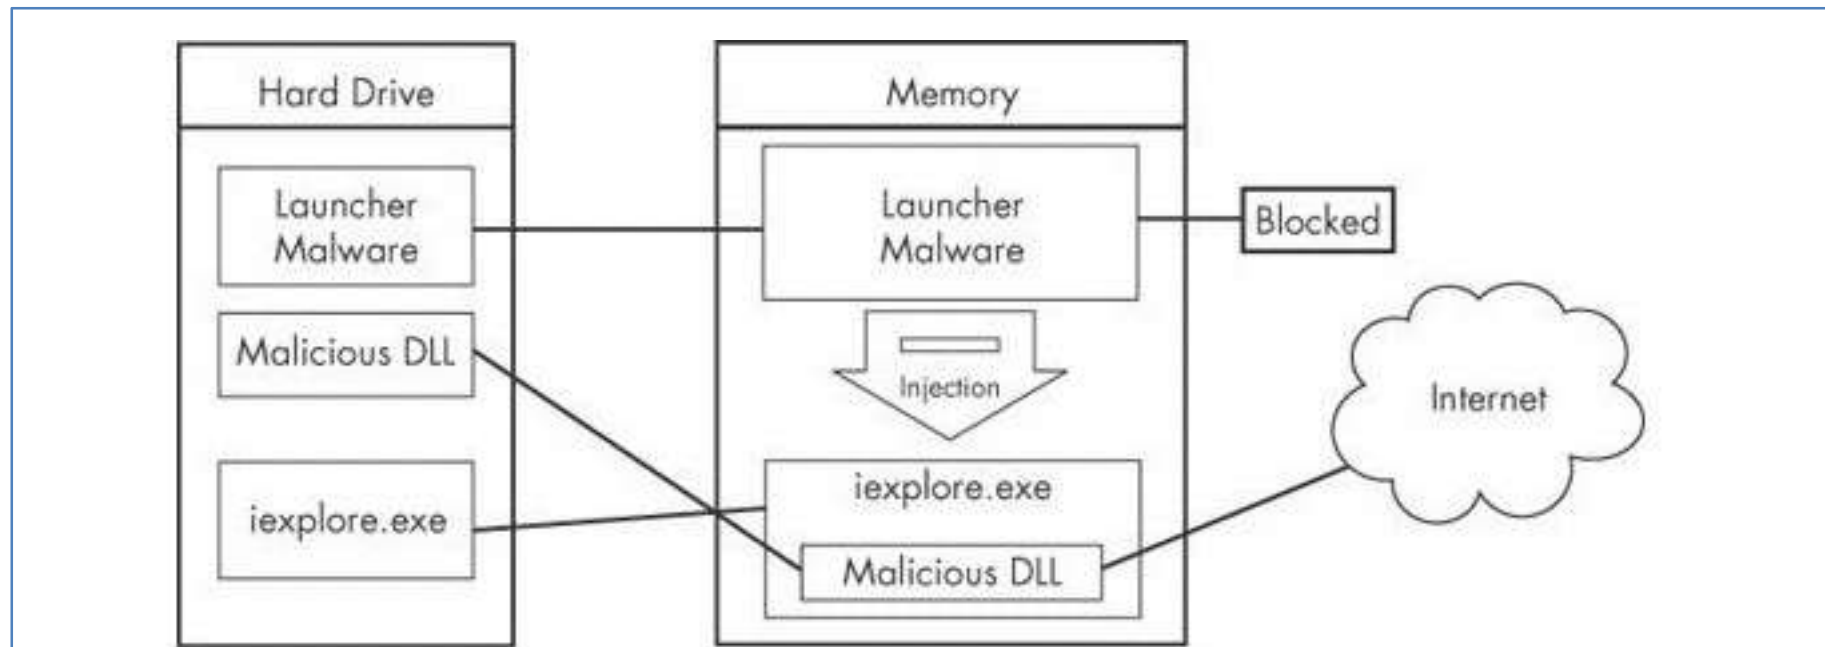 Hard Drive
Launcher
Malware
Malicious DLL
iexplore.exe
Memory
Launcher
Malware
Injection
iexplore.exe
Malicious DLL
Blocked
Internet